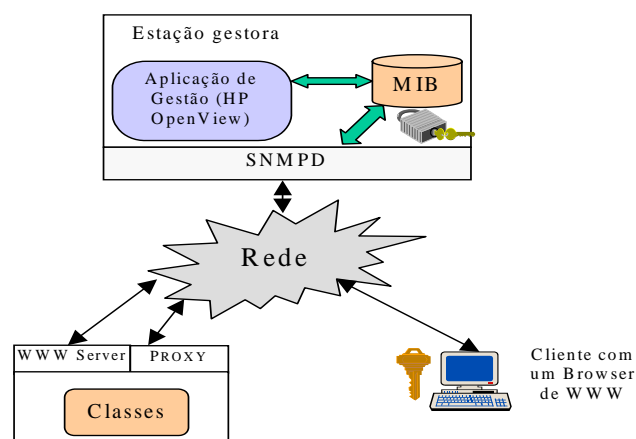 Estação gestora
Aplicação de
Gestão (HP
OpenView)
MIB
SNMPD
Rede
WWW Server
PROXY
Classes
Cliente com
um Browser
de WWW